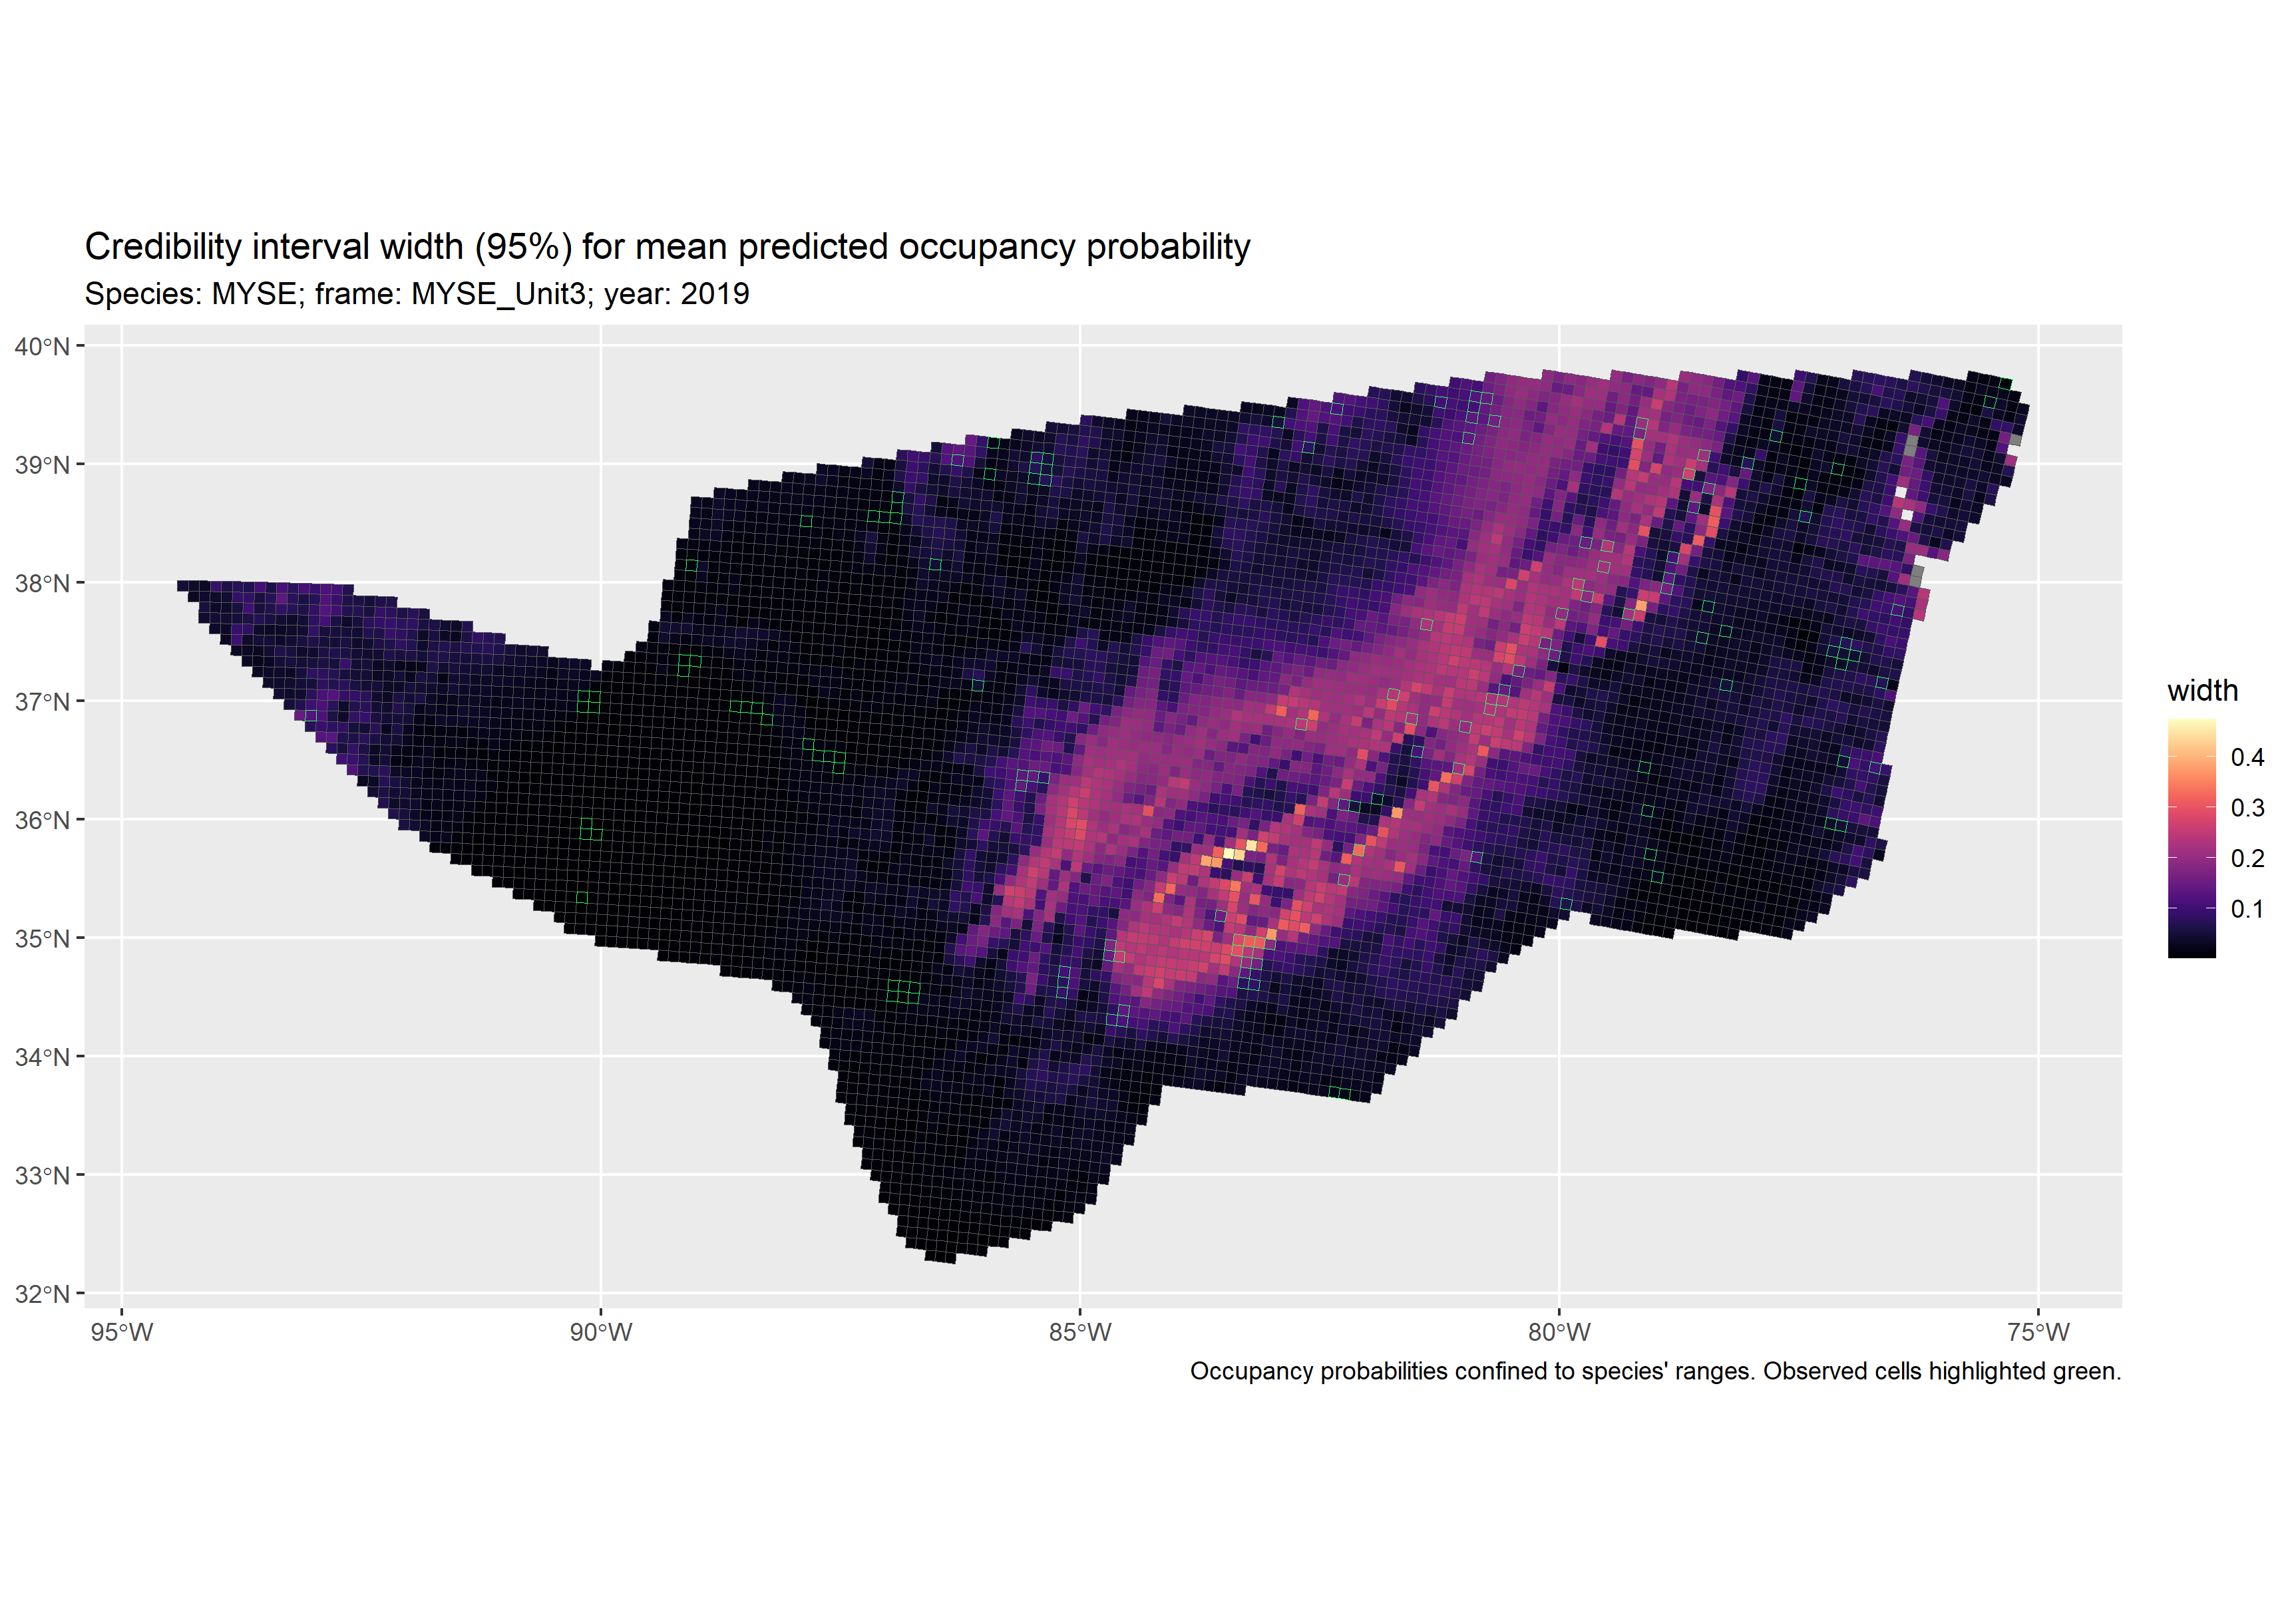 Credibility interval width (95%) for mean predicted occupancy probability
Species: MYSE; frame: MYSE_Unit3; year: 2019
40°N
39°N
38°N
37°N
36°N
35°N
34°N
33°N
32°N
95°W
90°W
85°W
80°W
75°W
width
0.4
0.3
0.2
0.1
Occupancy probabilities confined to species' ranges. Observed cells highlighted green.